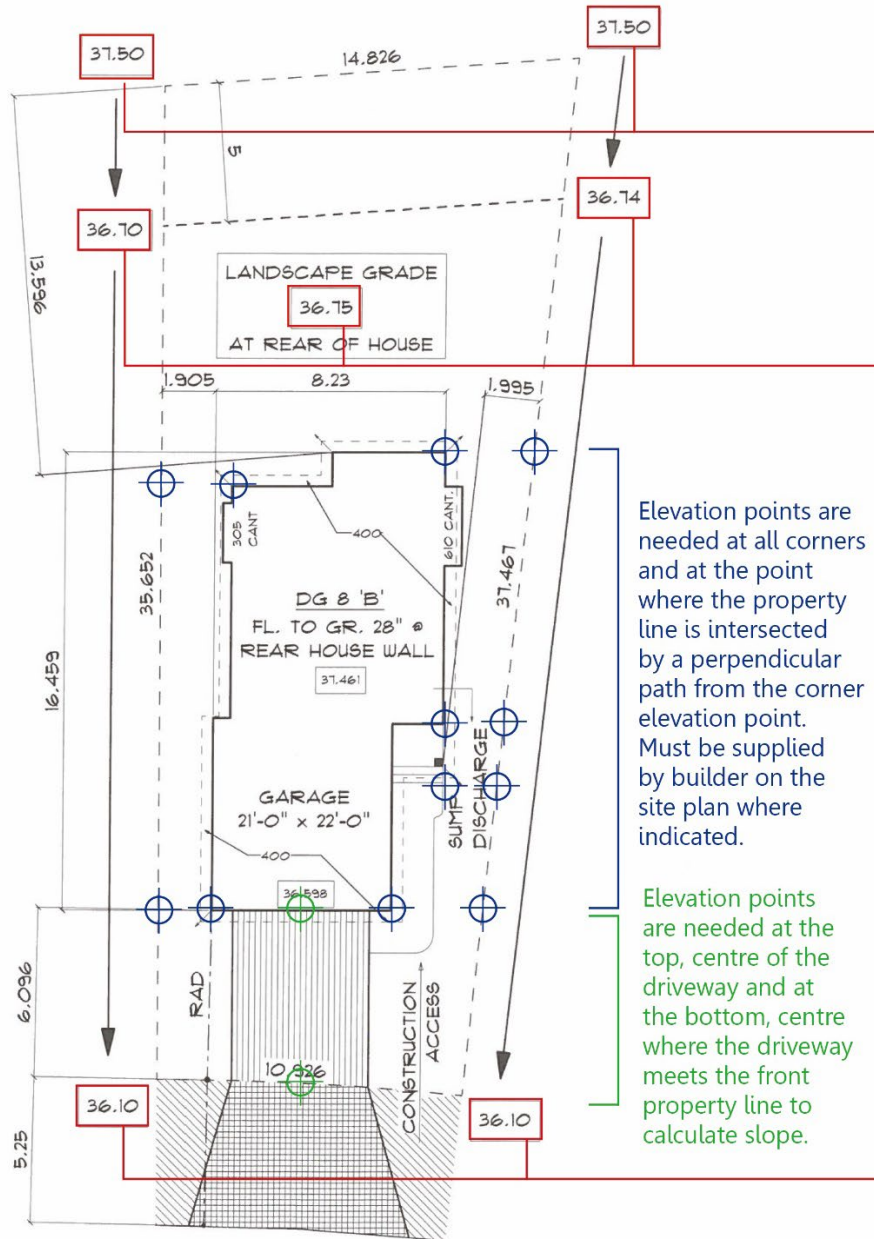 37.50
37.50
14.826
5
36.70
36.74
13.596
LANDSCAPE GRADE
36.75
AT REAR OF HOUSE
1.905
8.23
1.995
305
CANT
400
610 CANT.
35.652
37.467
DG 8 'B'
FL. TO GR. 28" @
REAR HOUSE WALL
37.461
16.459
Elevation points are
needed at all corners
and at the point
where the property
line is intersected
by a perpendicular
path from the corner
elevation point.
Must be supplied
by builder on the
site plan where
indicated.
GARAGE
21'-0" x 22'-0"
SUMP
DISCHARGE
400
36.598
Elevation points
are needed at the
top, centre of the
driveway and at
the bottom, centre
where the driveway
meets the front
property line to
calculate slope.
6.096
RAD
CONSTRUCTION
ACCESS
36.10
36.10
5.25